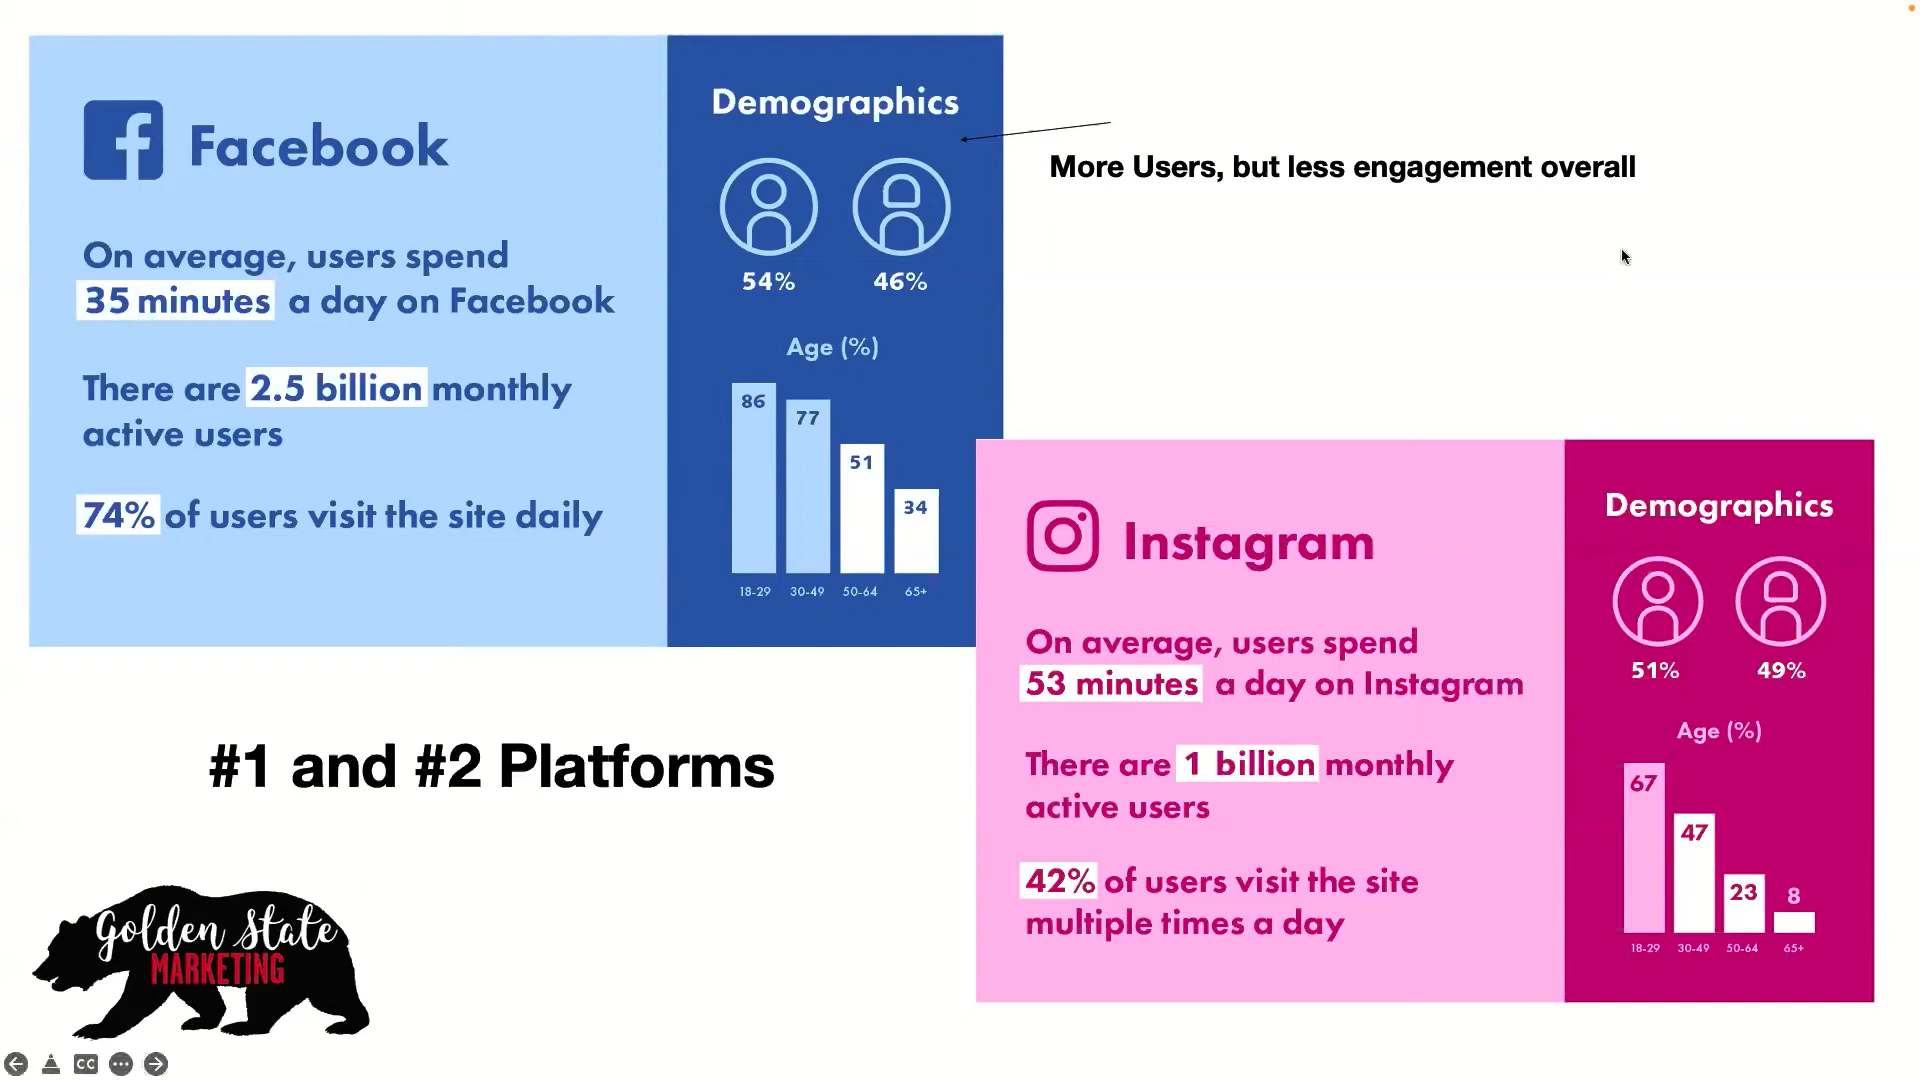 Facebook
On average, users spend
35 minutes a day on Facebook
There are 2.5 billion monthly
active users
74% of users visit the site daily
Demographics
54% 46%
Age (%)
86
77
51
34
18-29 30-49 50-64 65+
More Users, but less engagement overall
Instagram
On average, users spend
53 minutes a day on Instagram
There are 1 billion monthly
active users
42% of users visit the site
multiple times a day
Demographics
51% 49%
Age (%)
67
47
23
8
18-29 30-49 50-64 65+
#1 and #2 Platforms
Golden State
MARKETING
CC